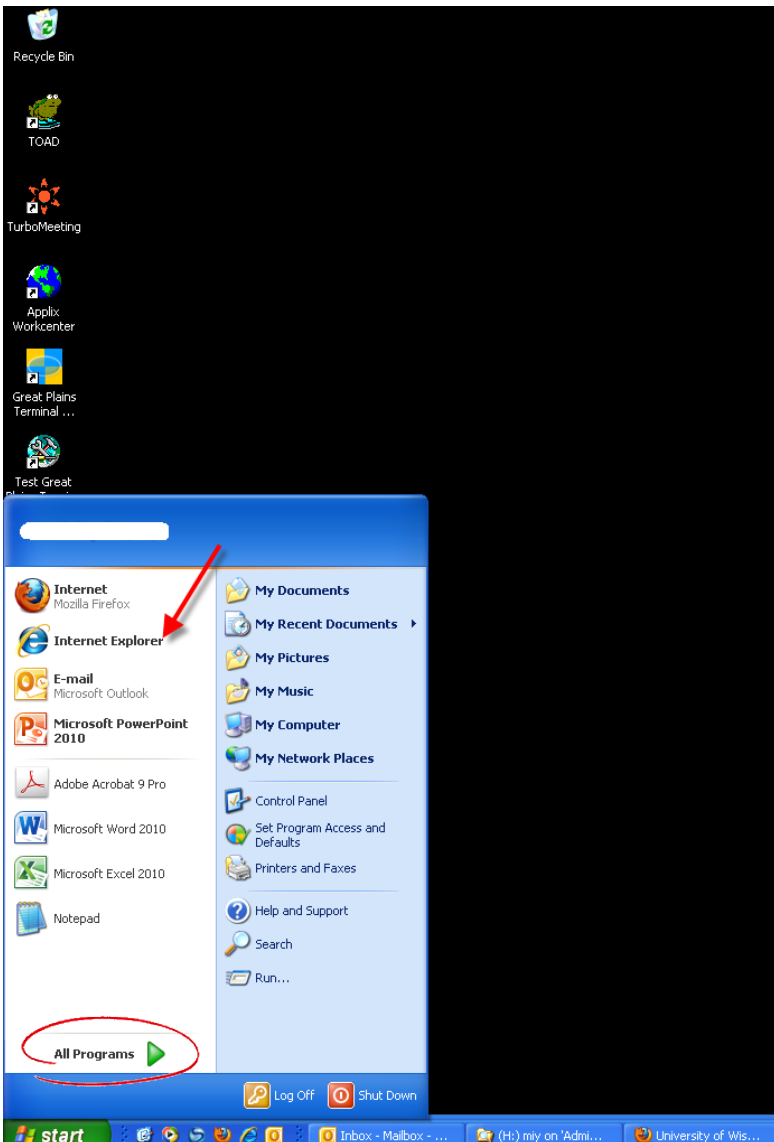 Recycle Bin
TOAD
TurboMeeting
Applix
Workcenter
Great Plains
Terminal ...
Test Great
Internet
Mozilla Firefox
Internet Explorer
E-mail
Microsoft Outlook
Microsoft PowerPoint
2010
Adobe Acrobat 9 Pro
Microsoft Word 2010
Microsoft Excel 2010
Notepad
All Programs
My Documents
My Recent Documents
My Pictures
My Music
My Computer
My Network Places
Control Panel
Set Program Access and
Defaults
Printers and Faxes
Help and Support
Search
Run...
Log Off
Shut Down
start
Inbox - Mailbox - ...
(H:) miy on 'Admi...
University of Wis...